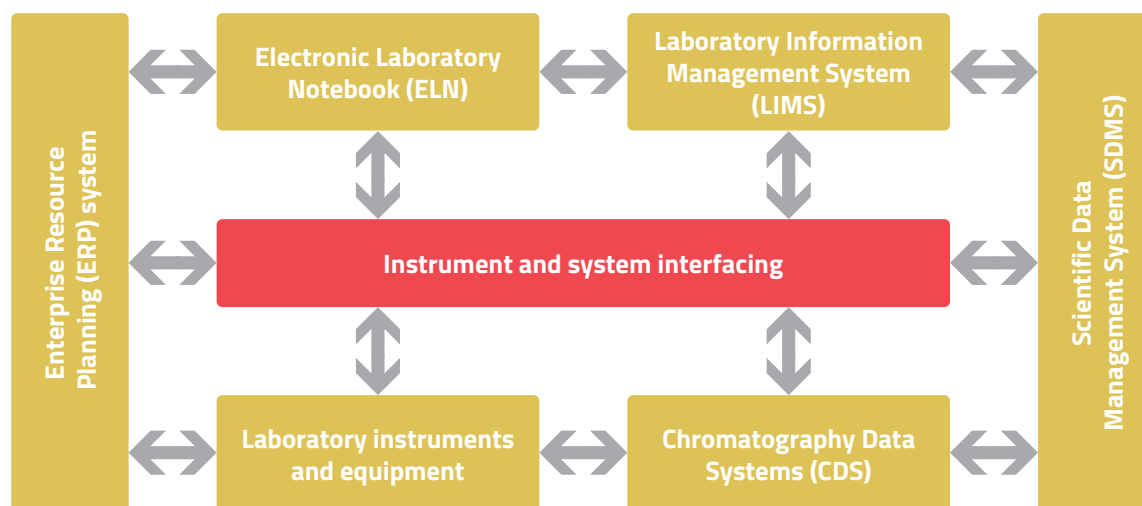 Enterprise Resource
Planning (ERP) system
Electronic Laboratory
Notebook (ELN)
Laboratory Information
Management System
(LIMS)
Instrument and system interfacing
Laboratory instruments
and equipment
Chromatography Data
Systems (CDS)
Scientific Data
Management System (SDMS)